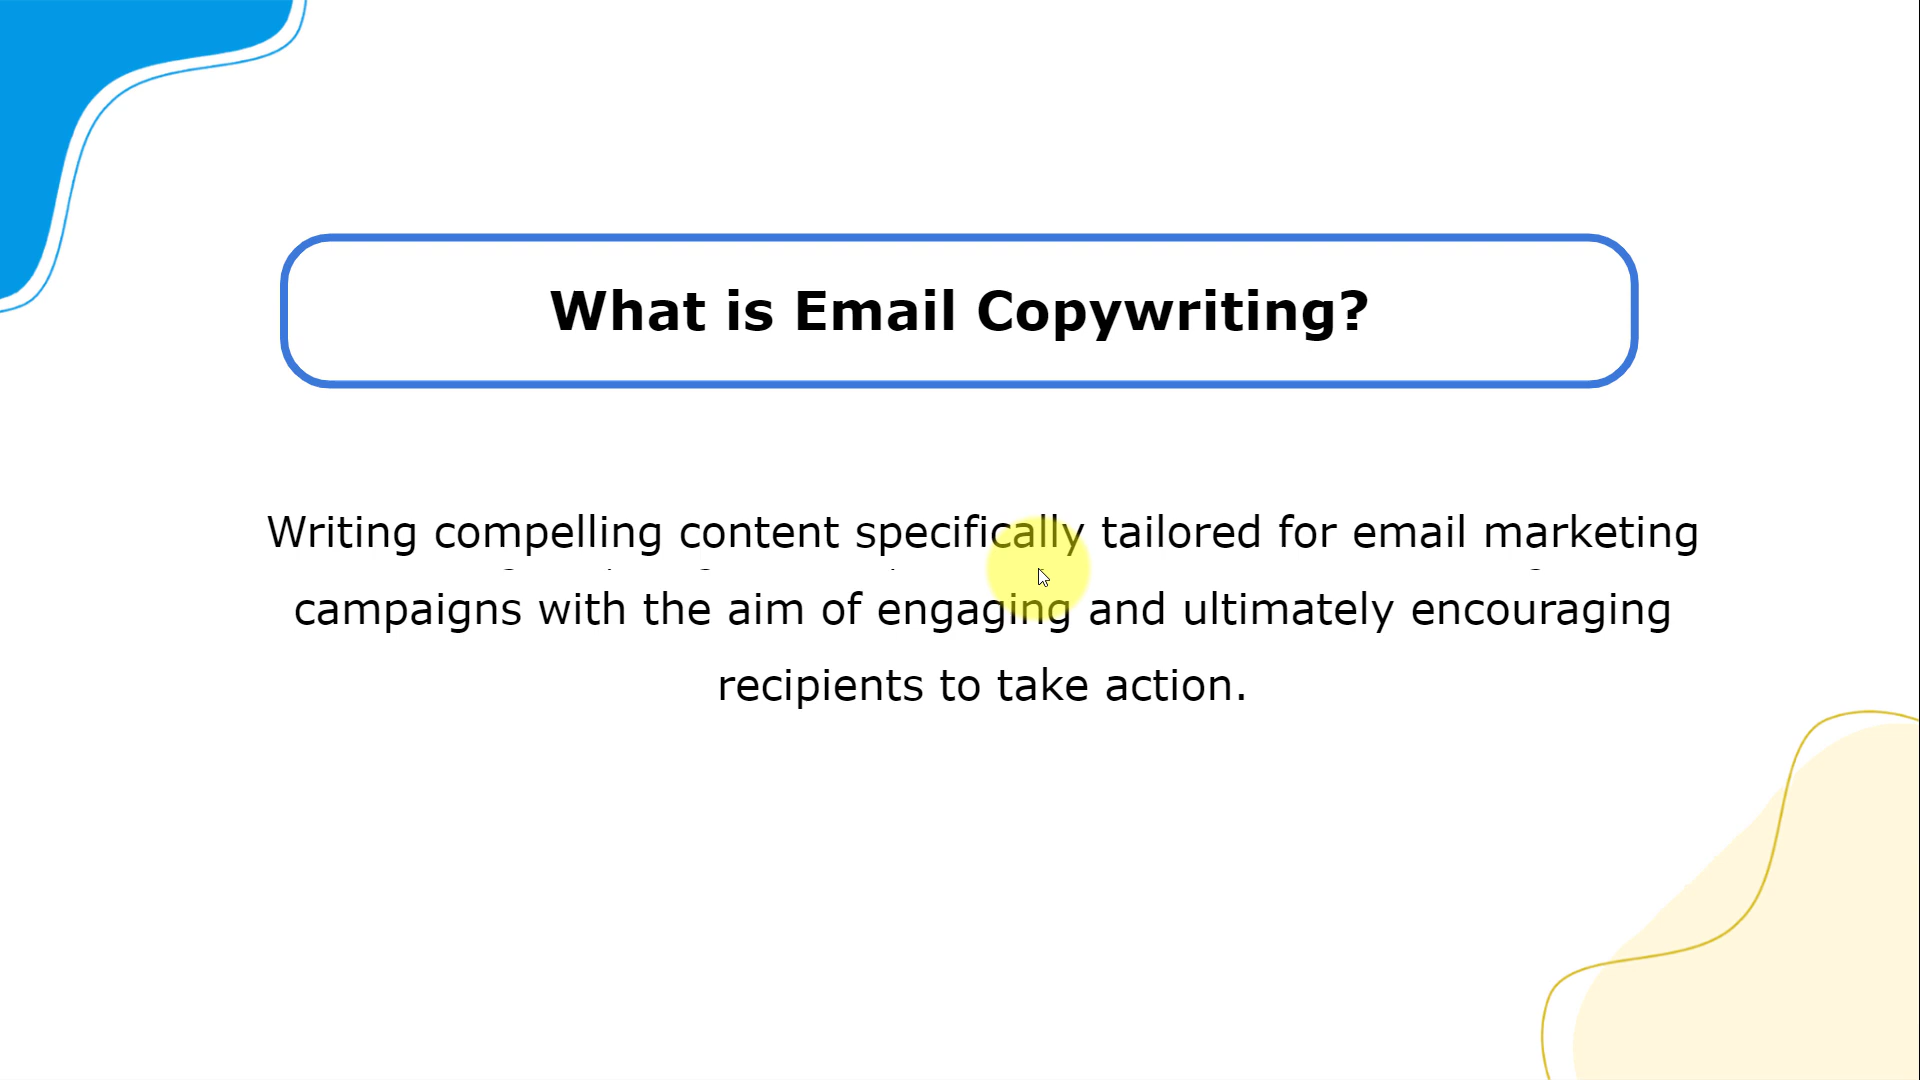 What is Email Copywriting?
Writing compelling content specifically tailored for email marketing
campaigns with the aim of engaging and ultimately encouraging
recipients to take action.